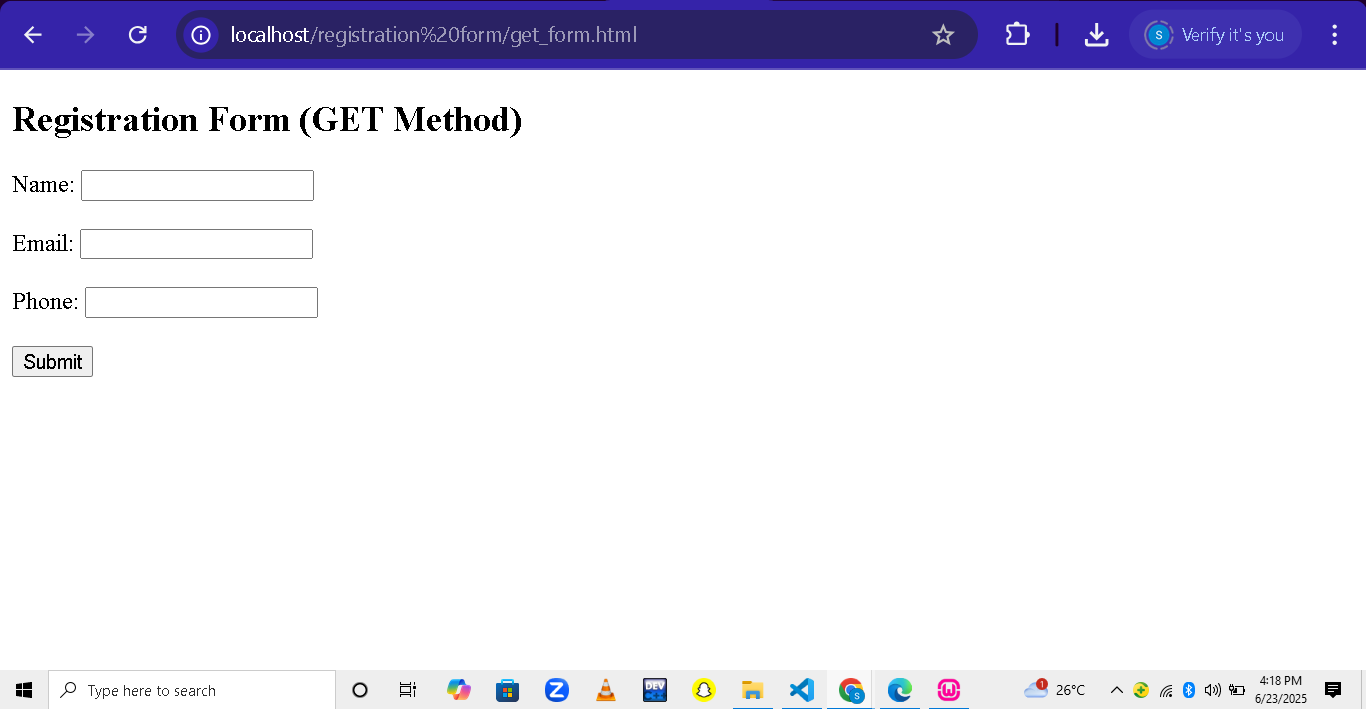 localhost/registration%20form/get_form.html
S
Verify it's you
Registration Form (GET Method)
Name:
Email:
Phone:
Submit
Type here to search
Z
DEV
S
W
1
26°C
4:18 PM
6/23/2025